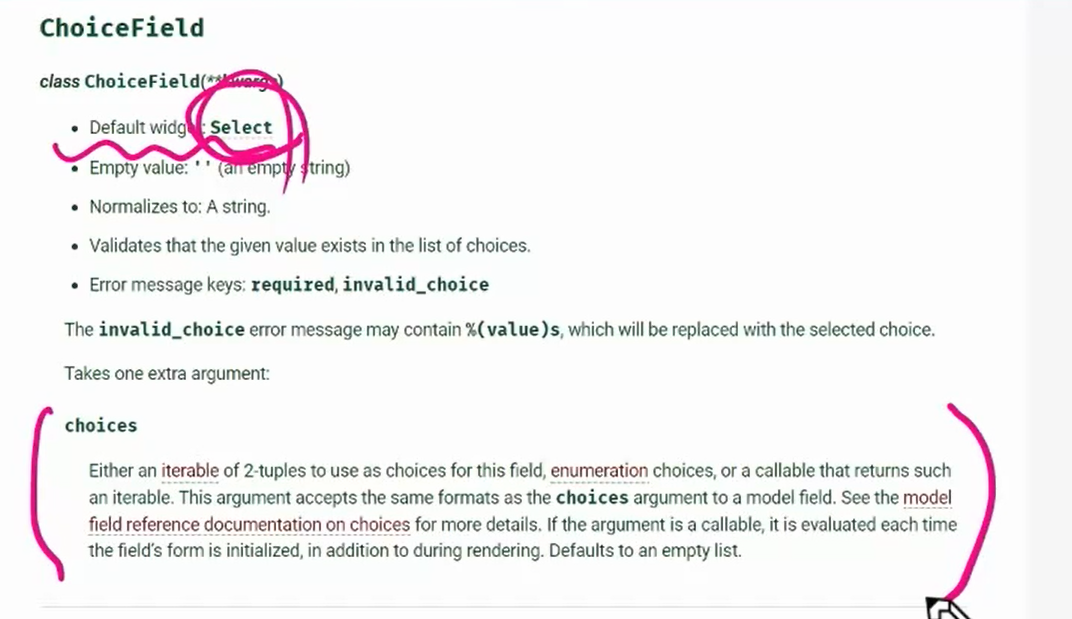 ChoiceField
class ChoiceField(**kwargs)
• Default widget: Select
• Empty value: '' (an empty string)
• Normalizes to: A string.
• Validates that the given value exists in the list of choices.
• Error message keys: required, invalid_choice
The invalid_choice error message may contain %(value)s, which will be replaced with the selected choice.
Takes one extra argument:
choices
Either an iterable of 2-tuples to use as choices for this field, enumeration choices, or a callable that returns such
an iterable. This argument accepts the same formats as the choices argument to a model field. See the model
field reference documentation on choices for more details. If the argument is a callable, it is evaluated each time
the field's form is initialized, in addition to during rendering. Defaults to an empty list.